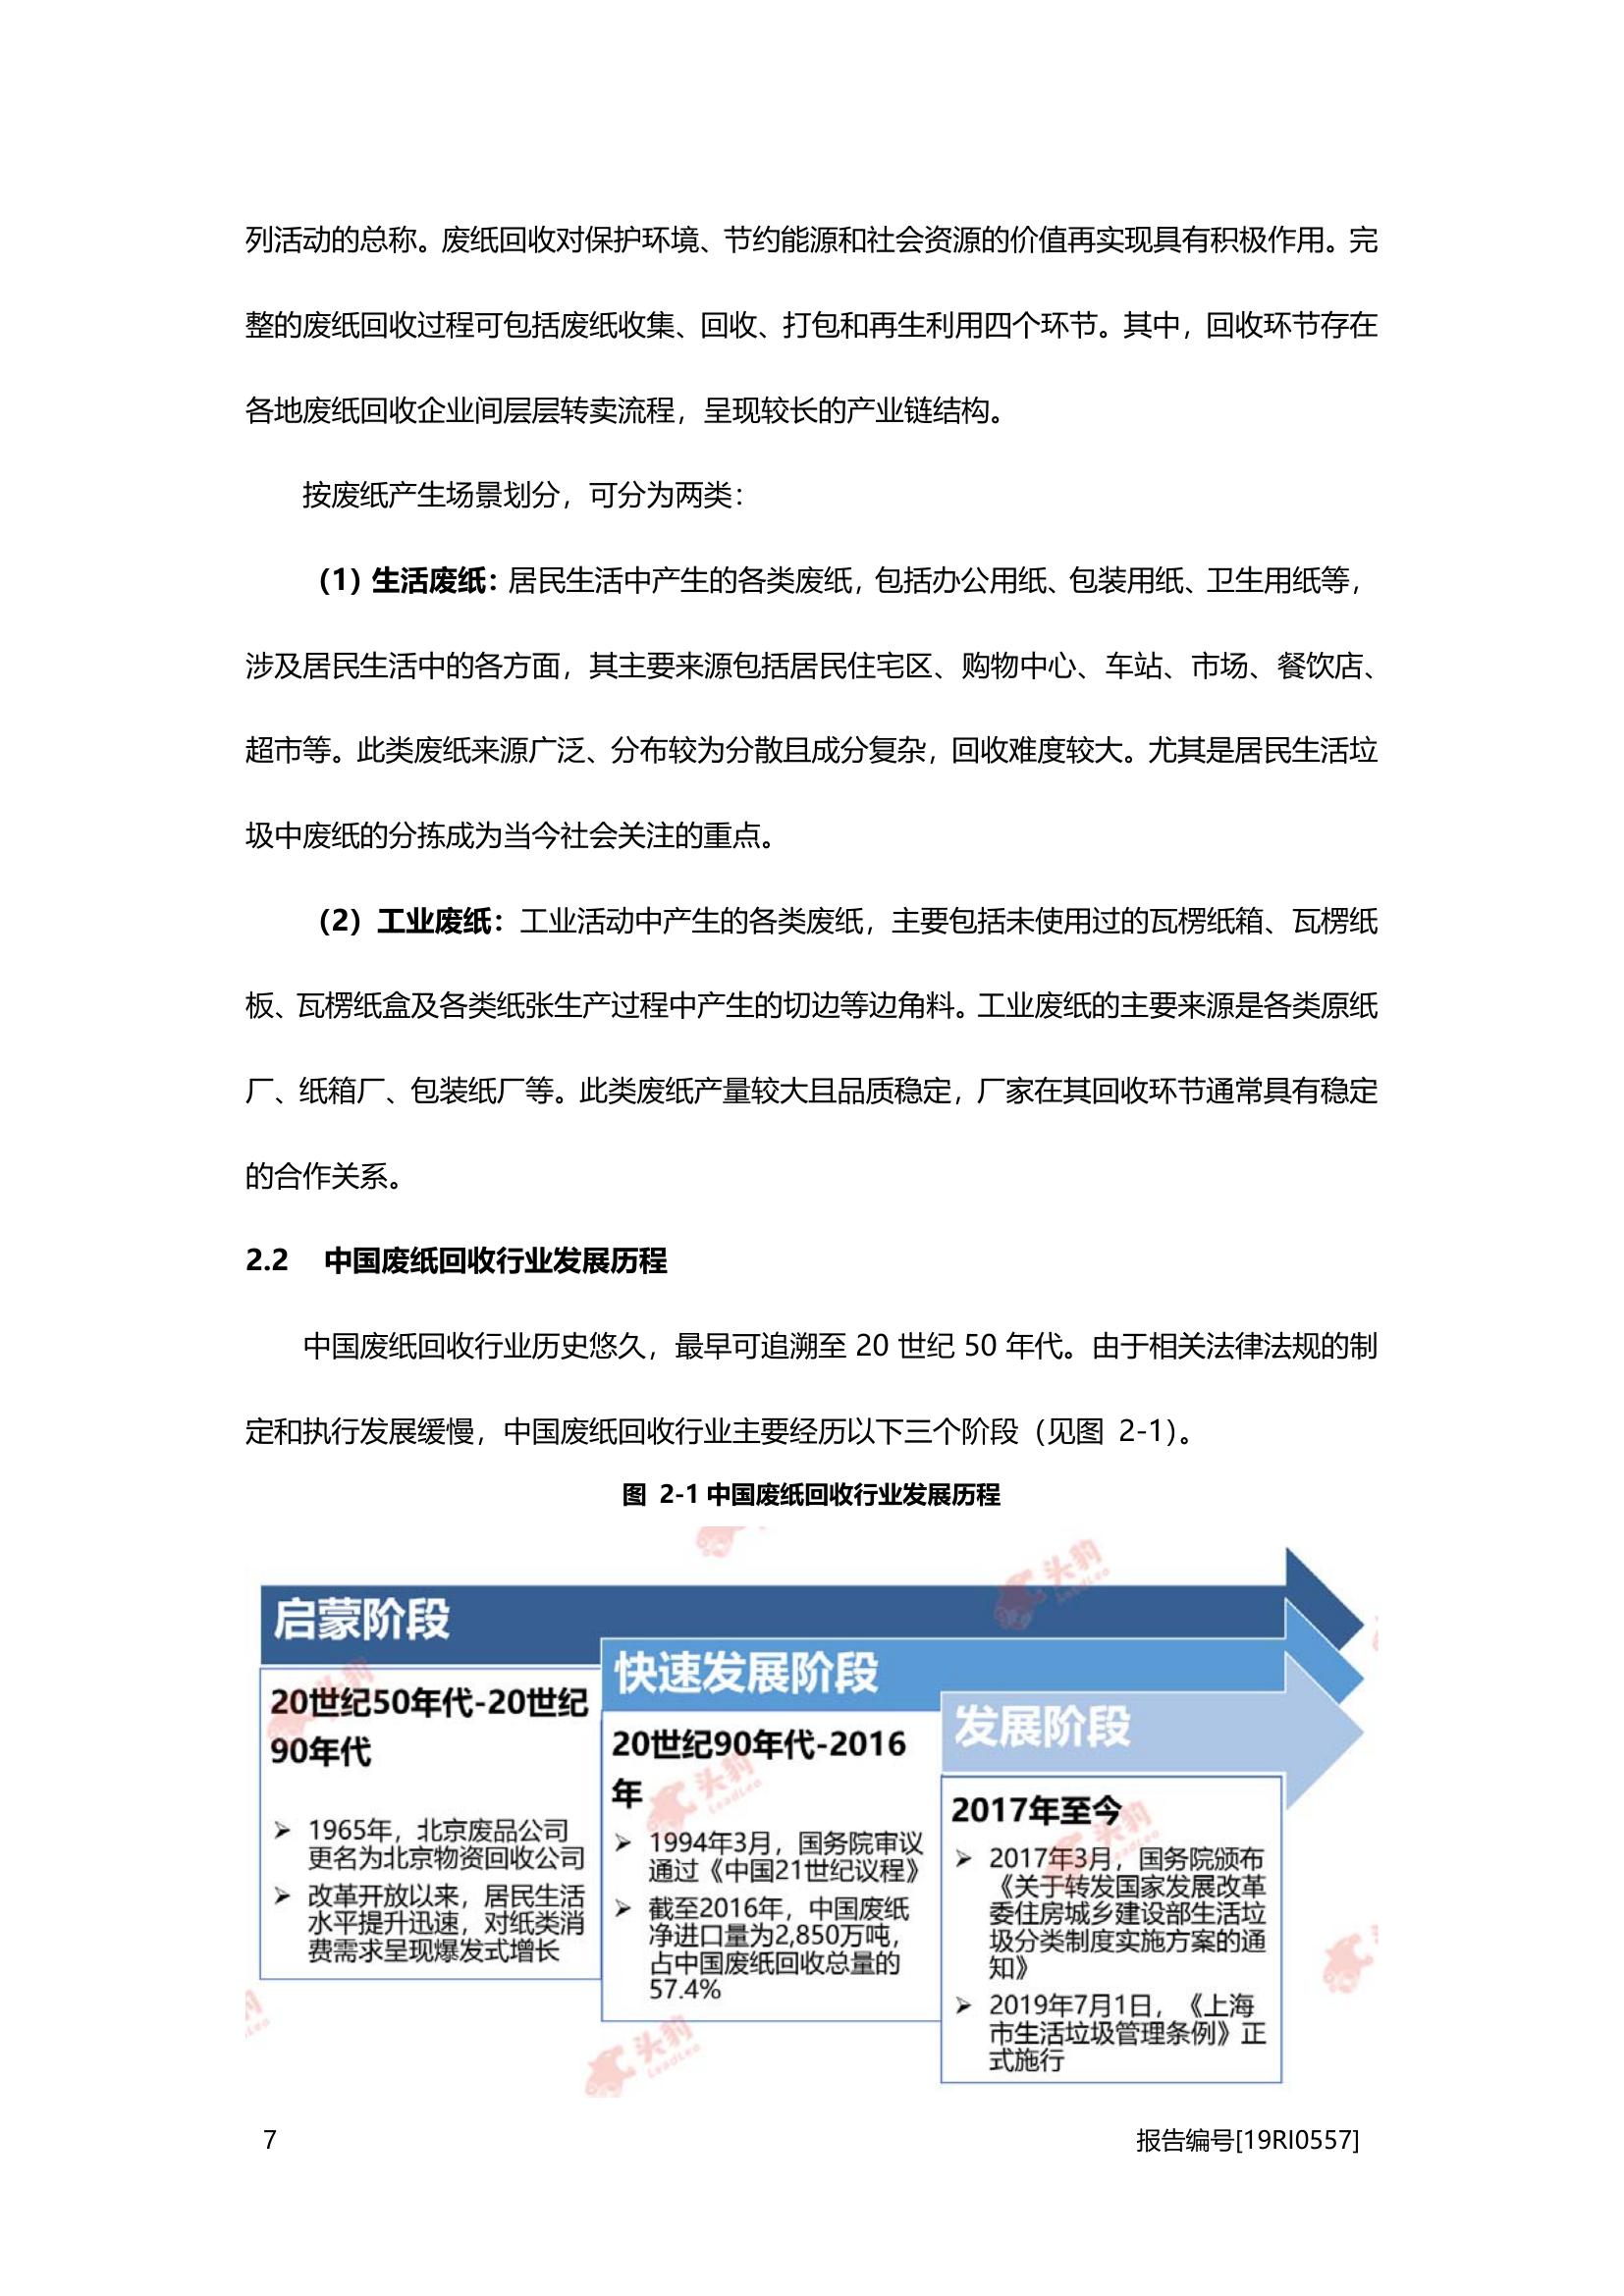 列活动的总称。废纸回收对保护环境、节约能源和社会资源的价值再实现具有积极作用。完
整的废纸回收过程可包括废纸收集、回收、打包和再生利用四个环节。其中，回收环节存在
各地废纸回收企业间层层转卖流程，呈现较长的产业链结构。
按废纸产生场景划分，可分为两类：
（1）生活废纸：居民生活中产生的各类废纸，包括办公用纸、包装用纸、卫生用纸等，
涉及居民生活中的各方面，其主要来源包括居民住宅区、购物中心、车站、市场、餐饮店、
超市等。此类废纸来源广泛、分布较为分散且成分复杂，回收难度较大。尤其是居民生活垃
圾中废纸的分拣成为当今社会关注的重点。
（2）工业废纸：工业活动中产生的各类废纸，主要包括未使用过的瓦楞纸箱、瓦楞纸
板、瓦楞纸盒及各类纸张生产过程中产生的切边等边角料。工业废纸的主要来源是各类原纸
厂、纸箱厂、包装纸厂等。此类废纸产量较大且品质稳定，厂家在其回收环节通常具有稳定
的合作关系。
2.2 中国废纸回收行业发展历程
中国废纸回收行业历史悠久，最早可追溯至 20 世纪 50 年代。由于相关法律法规的制
定和执行发展缓慢，中国废纸回收行业主要经历以下三个阶段（见图 2-1）。
图 2-1 中国废纸回收行业发展历程
启蒙阶段
20世纪50年代-20世纪
90年代
➢ 1965年，北京废品公司
更名为北京物资回收公司
➢ 改革开放以来，居民生活
水平提升迅速，对纸类消
费需求呈现爆发式增长
快速发展阶段
20世纪90年代-2016
年
➢ 1994年3月，国务院审议
通过《中国21世纪议程》
➢ 截至2016年，中国废纸
净进口量为2,850万吨，
占中国废纸回收总量的
57.4%
发展阶段
2017年至今
➢ 2017年3月，国务院颁布
《关于转发国家发展改革
委住房城乡建设部生活垃
圾分类制度实施方案的通
知》
➢ 2019年7月1日，《上海
市生活垃圾管理条例》正
式施行
头豹
LeadLeo
头豹
头豹
LeadLeo
头豹
头豹
LeadLeo
7
报告编号[19RI0557]